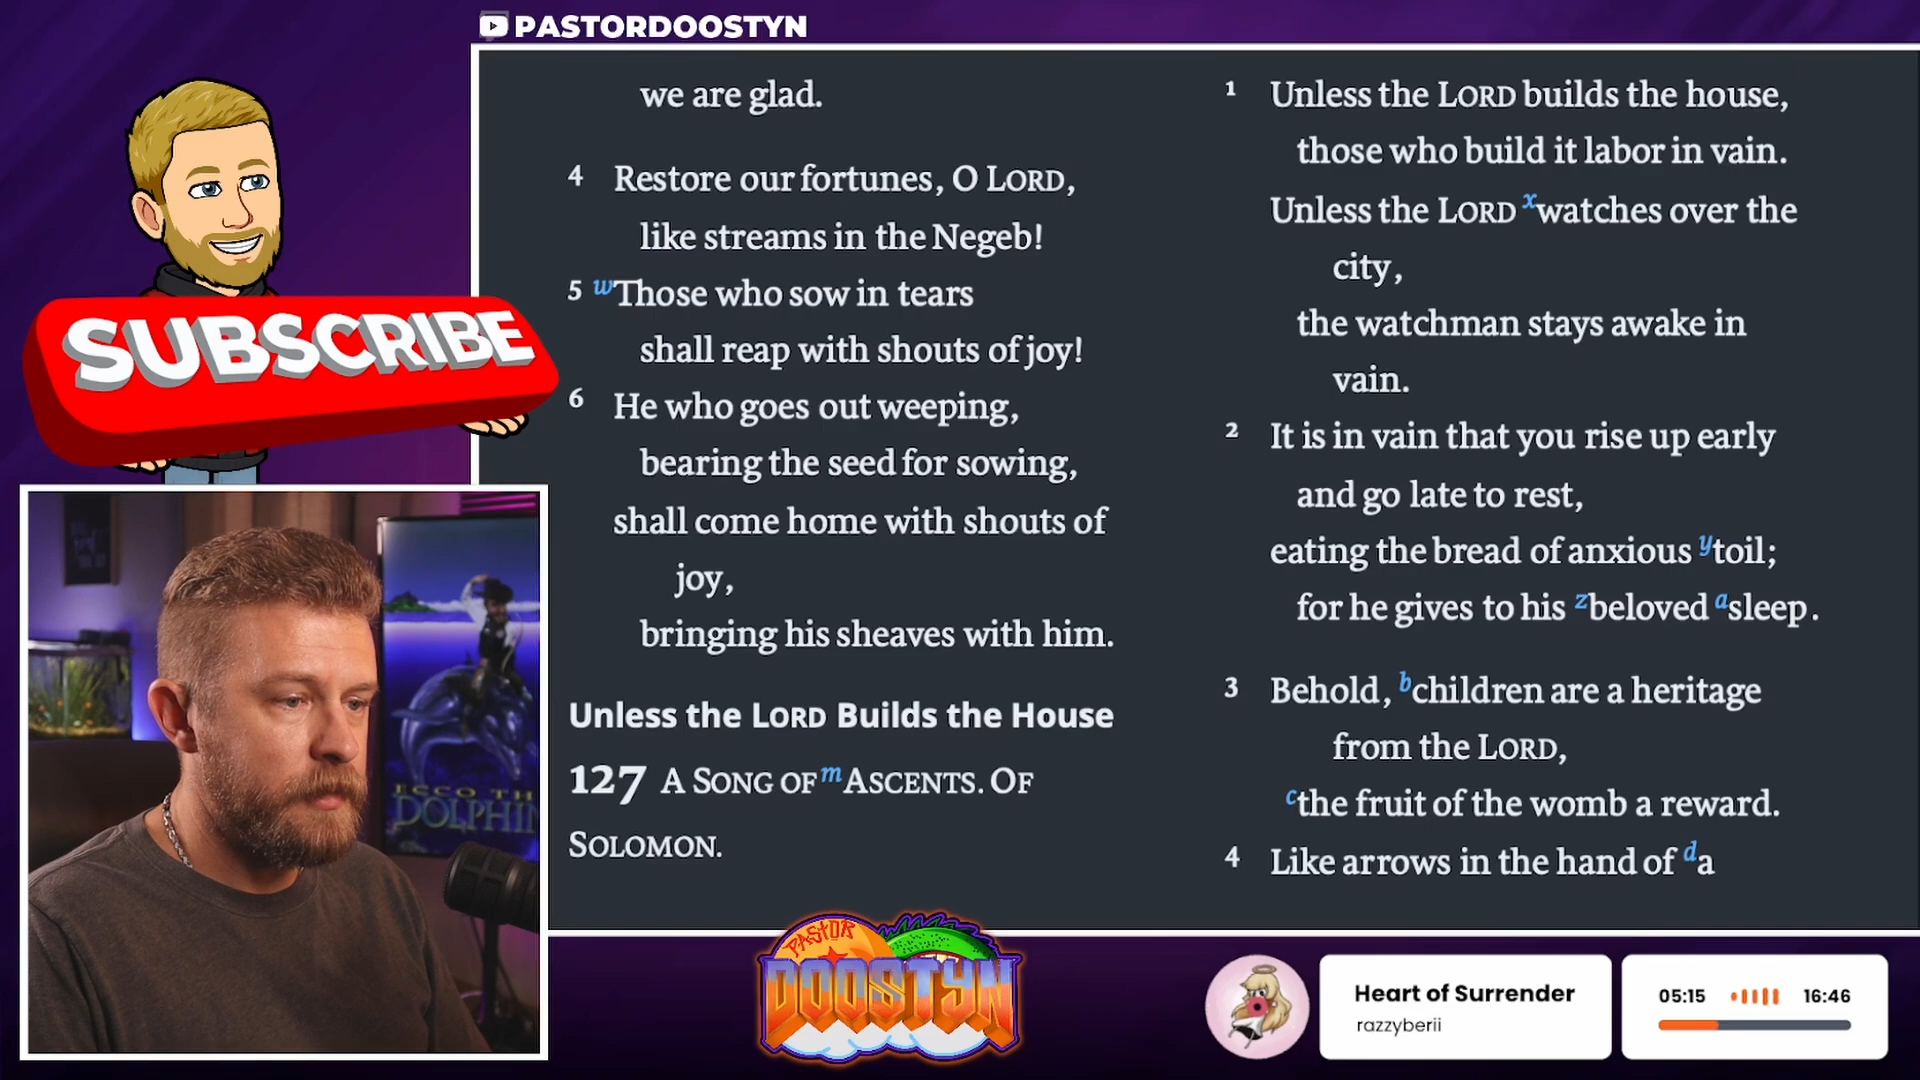 PASTORDOOSTYN
SUBSCRIBE
we are glad.
4 Restore our fortunes, O LORD,
like streams in the Negeb!
5 wThose who sow in tears
shall reap with shouts of joy!
6 He who goes out weeping,
bearing the seed for sowing,
shall come home with shouts of
joy,
bringing his sheaves with him.
Unless the LORD Builds the House
127 A SONG OF mASCENTS. OF
SOLOMON.
1 Unless the LORD builds the house,
those who build it labor in vain.
Unless the LORD xwatches over the
city,
the watchman stays awake in
vain.
2 It is in vain that you rise up early
and go late to rest,
eating the bread of anxious ytoil;
for he gives to his zbeloved asleep.
3 Behold, bchildren are a heritage
from the LORD,
cthe fruit of the womb a reward.
4 Like arrows in the hand of da
ECCO THE
DOLPHIN
PASTOR
DOOSTYN
Heart of Surrender
razzyberii
05:15 16:46